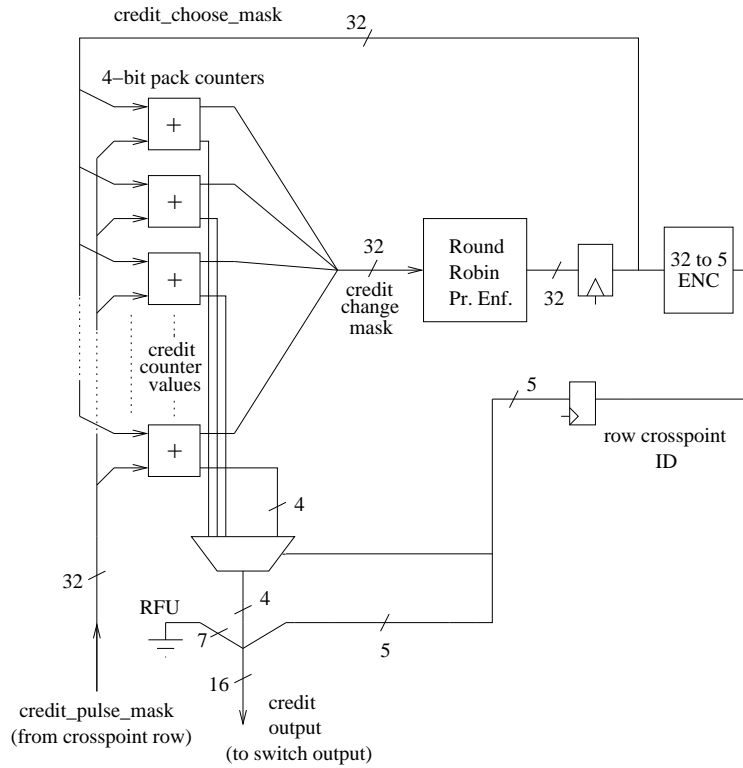 credit_choose_mask
32
4−bit pack counters
+
+
+
+
credit
counter
values
32
credit
change
mask
Round
Robin
Pr. Enf.
32
32 to 5
ENC
5
row crosspoint
ID
4
32
RFU
7
4
5
16
credit_pulse_mask
(from crosspoint row)
credit
output
(to switch output)